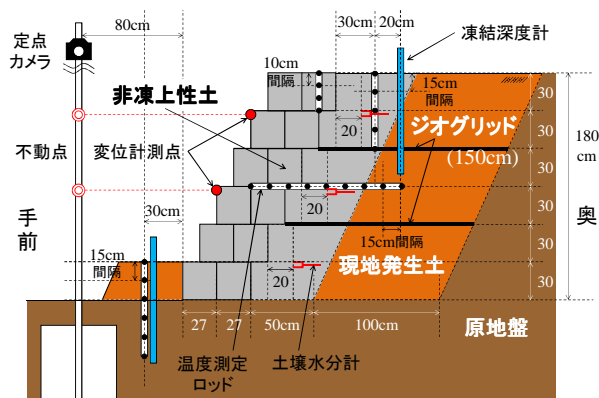 80cm
30cm
20cm
凍結深度計
定点
カメラ
10cm
間隔
15cm
間隔
30
非凍上性土
20
30
ジオグリッド
(150cm)
180
cm
不動点
変位計測点
30
手
前
奥
20
30
30cm
15cm間隔
30
15cm
間隔
現地発生土
20
30
27
27
50cm
100cm
原地盤
温度測定
ロッド
土壌水分計